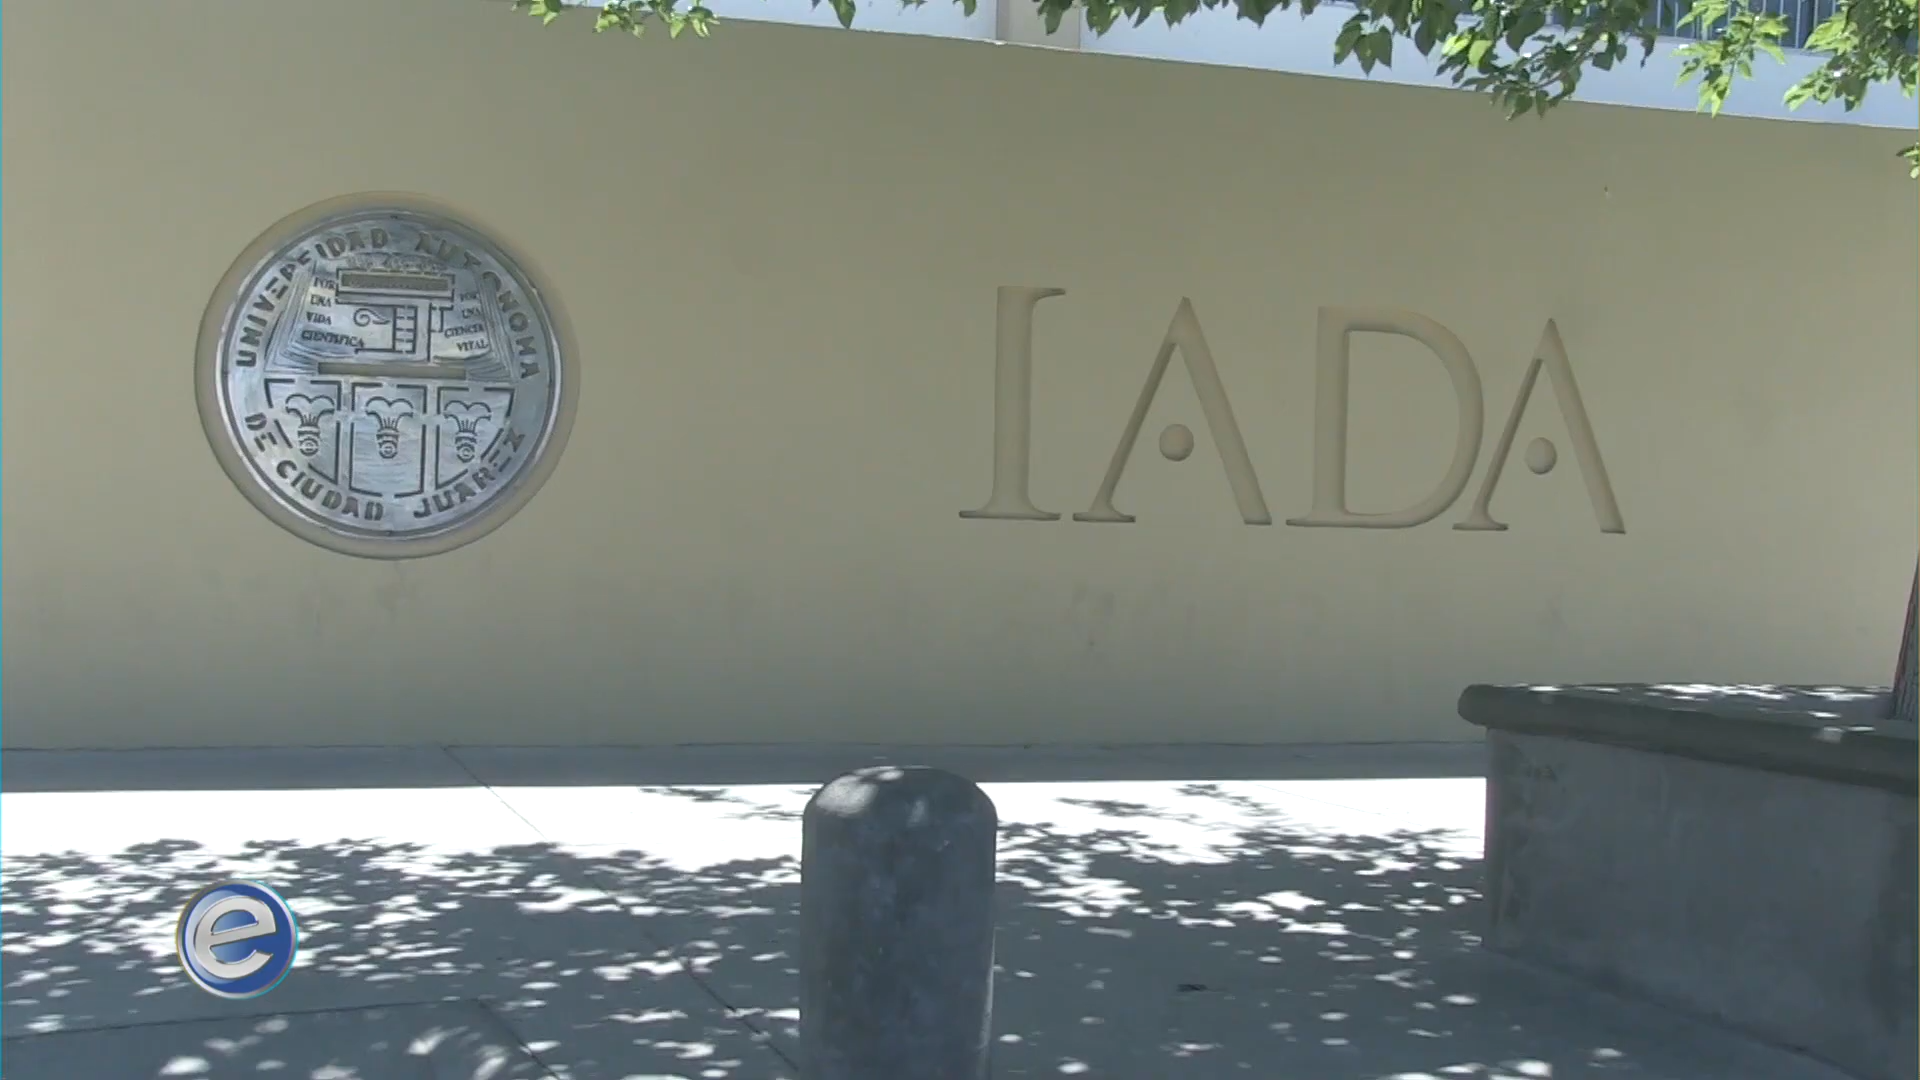 UNIVERSIDAD AUTONOMA
DE CIUDAD JUAREZ
POR
UNA
VIDA
CIENTIFICA
POR
UNA
CIENCIA
VITAL
IADA
e